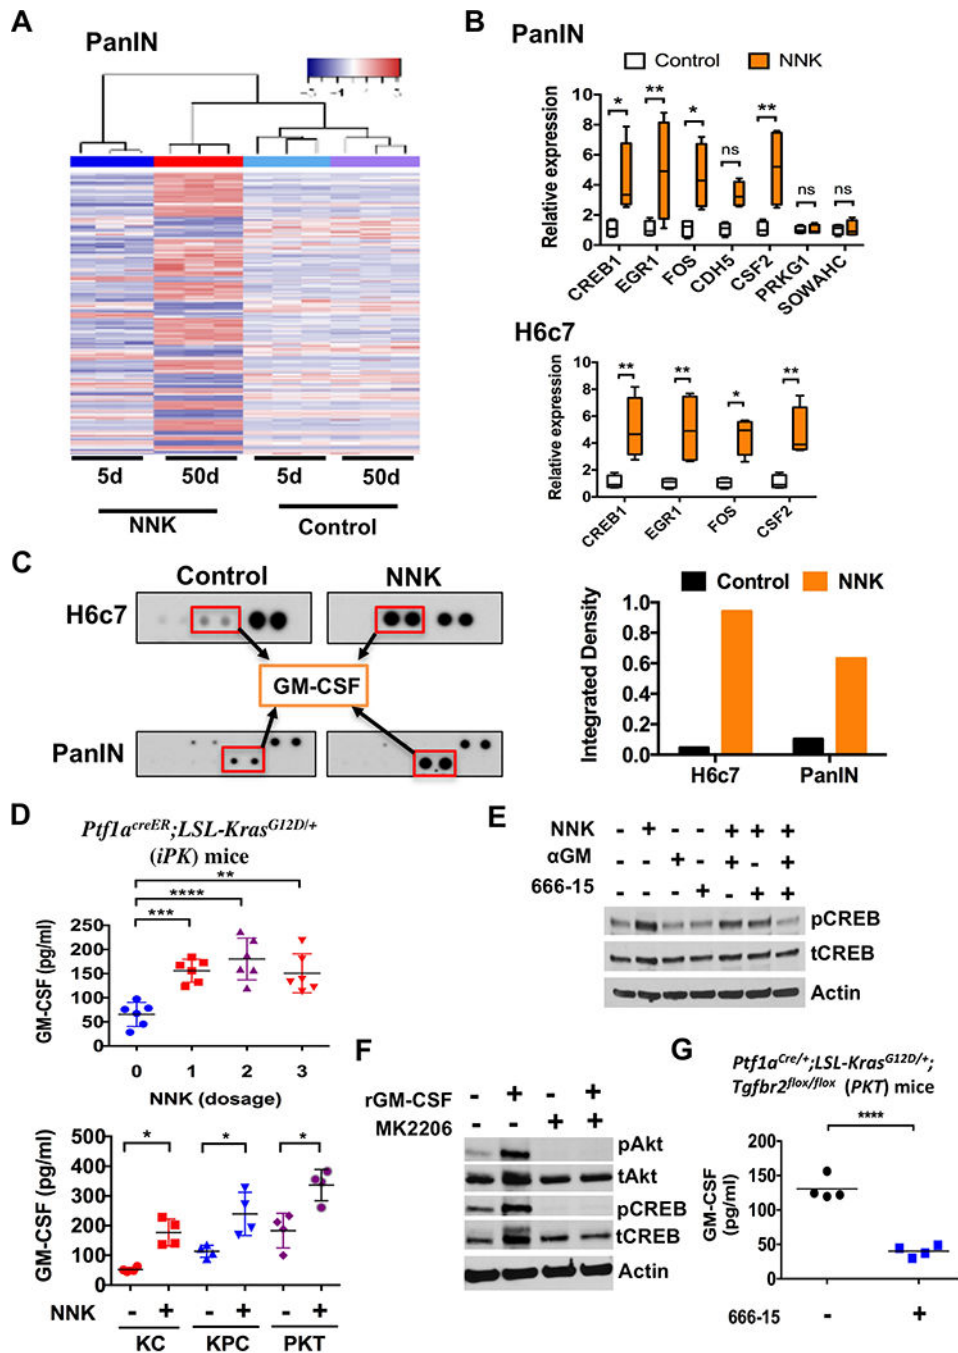 A
PanIN
-1
5d 50d 5d 50d
NNK Control
B
PanIN
Control NNK
Relative expression
10
8
6
4
2
0
* ** * ns ** ns ns
CREB1 EGR1 FOS CDH5 CSF2 PRKG1 SOWAHC
H6c7
Relative expression
10
8
6
4
2
0
** ** * **
CREB1 EGR1 FOS CSF2
C
Control NNK
H6c7
GM-CSF
PanIN
Control NNK
Integrated Density
1.0
0.8
0.6
0.4
0.2
0.0
H6c7 PanIN
D
Ptf1a^creER;LSL-Kras^G12D/+
(iPK) mice
**
****
***
GM-CSF (pg/ml)
250
200
150
100
50
0
0 1 2 3
NNK (dosage)
GM-CSF (pg/ml)
500
400
300
200
100
0
* * *
NNK - + - + - +
KC KPC PKT
E
NNK - + - - + + +
αGM - - + - + - +
666-15 - - - + - + +
pCREB
tCREB
Actin
F
rGM-CSF - + - +
MK2206 - - + +
pAkt
tAkt
pCREB
tCREB
Actin
G
Ptf1a^Cre/+;LSL-Kras^G12D/+;
Tgfbr2^flox/flox (PKT) mice
****
GM-CSF
(pg/ml)
200
150
100
50
0
666-15 - +